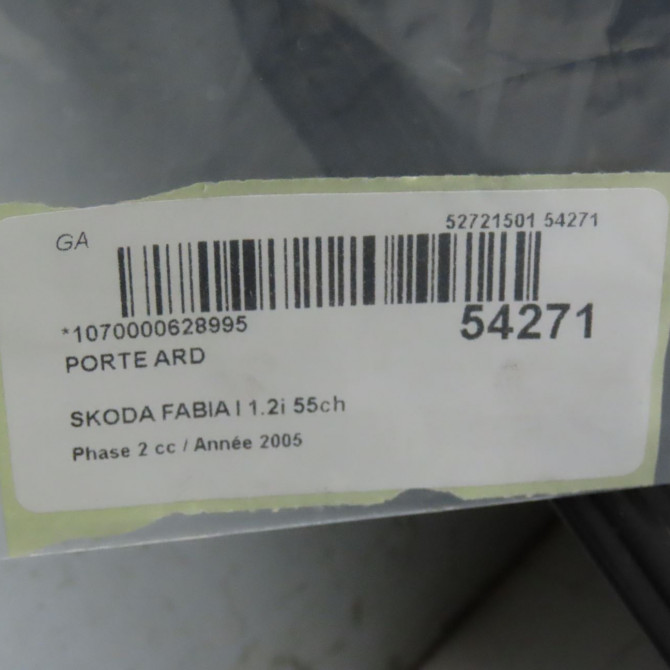 GA
52721501 54271
*1070000628995
54271
PORTE ARD
SKODA FABIA I 1.2i 55ch
Phase 2 cc / Année 2005